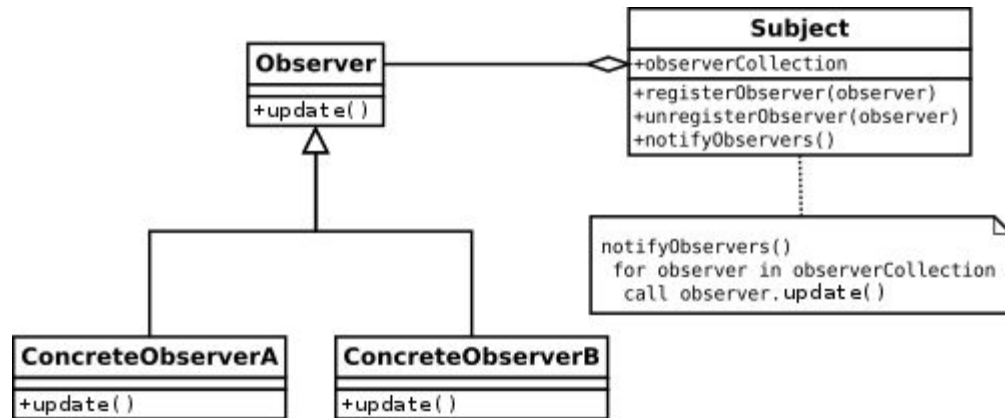 Observer
+update()
Subject
+observerCollection
+registerObserver(observer)
+unregisterObserver(observer)
+notifyObservers()
notifyObservers()
for observer in observerCollection
call observer.update()
ConcreteObserverA
+update()
ConcreteObserverB
+update()